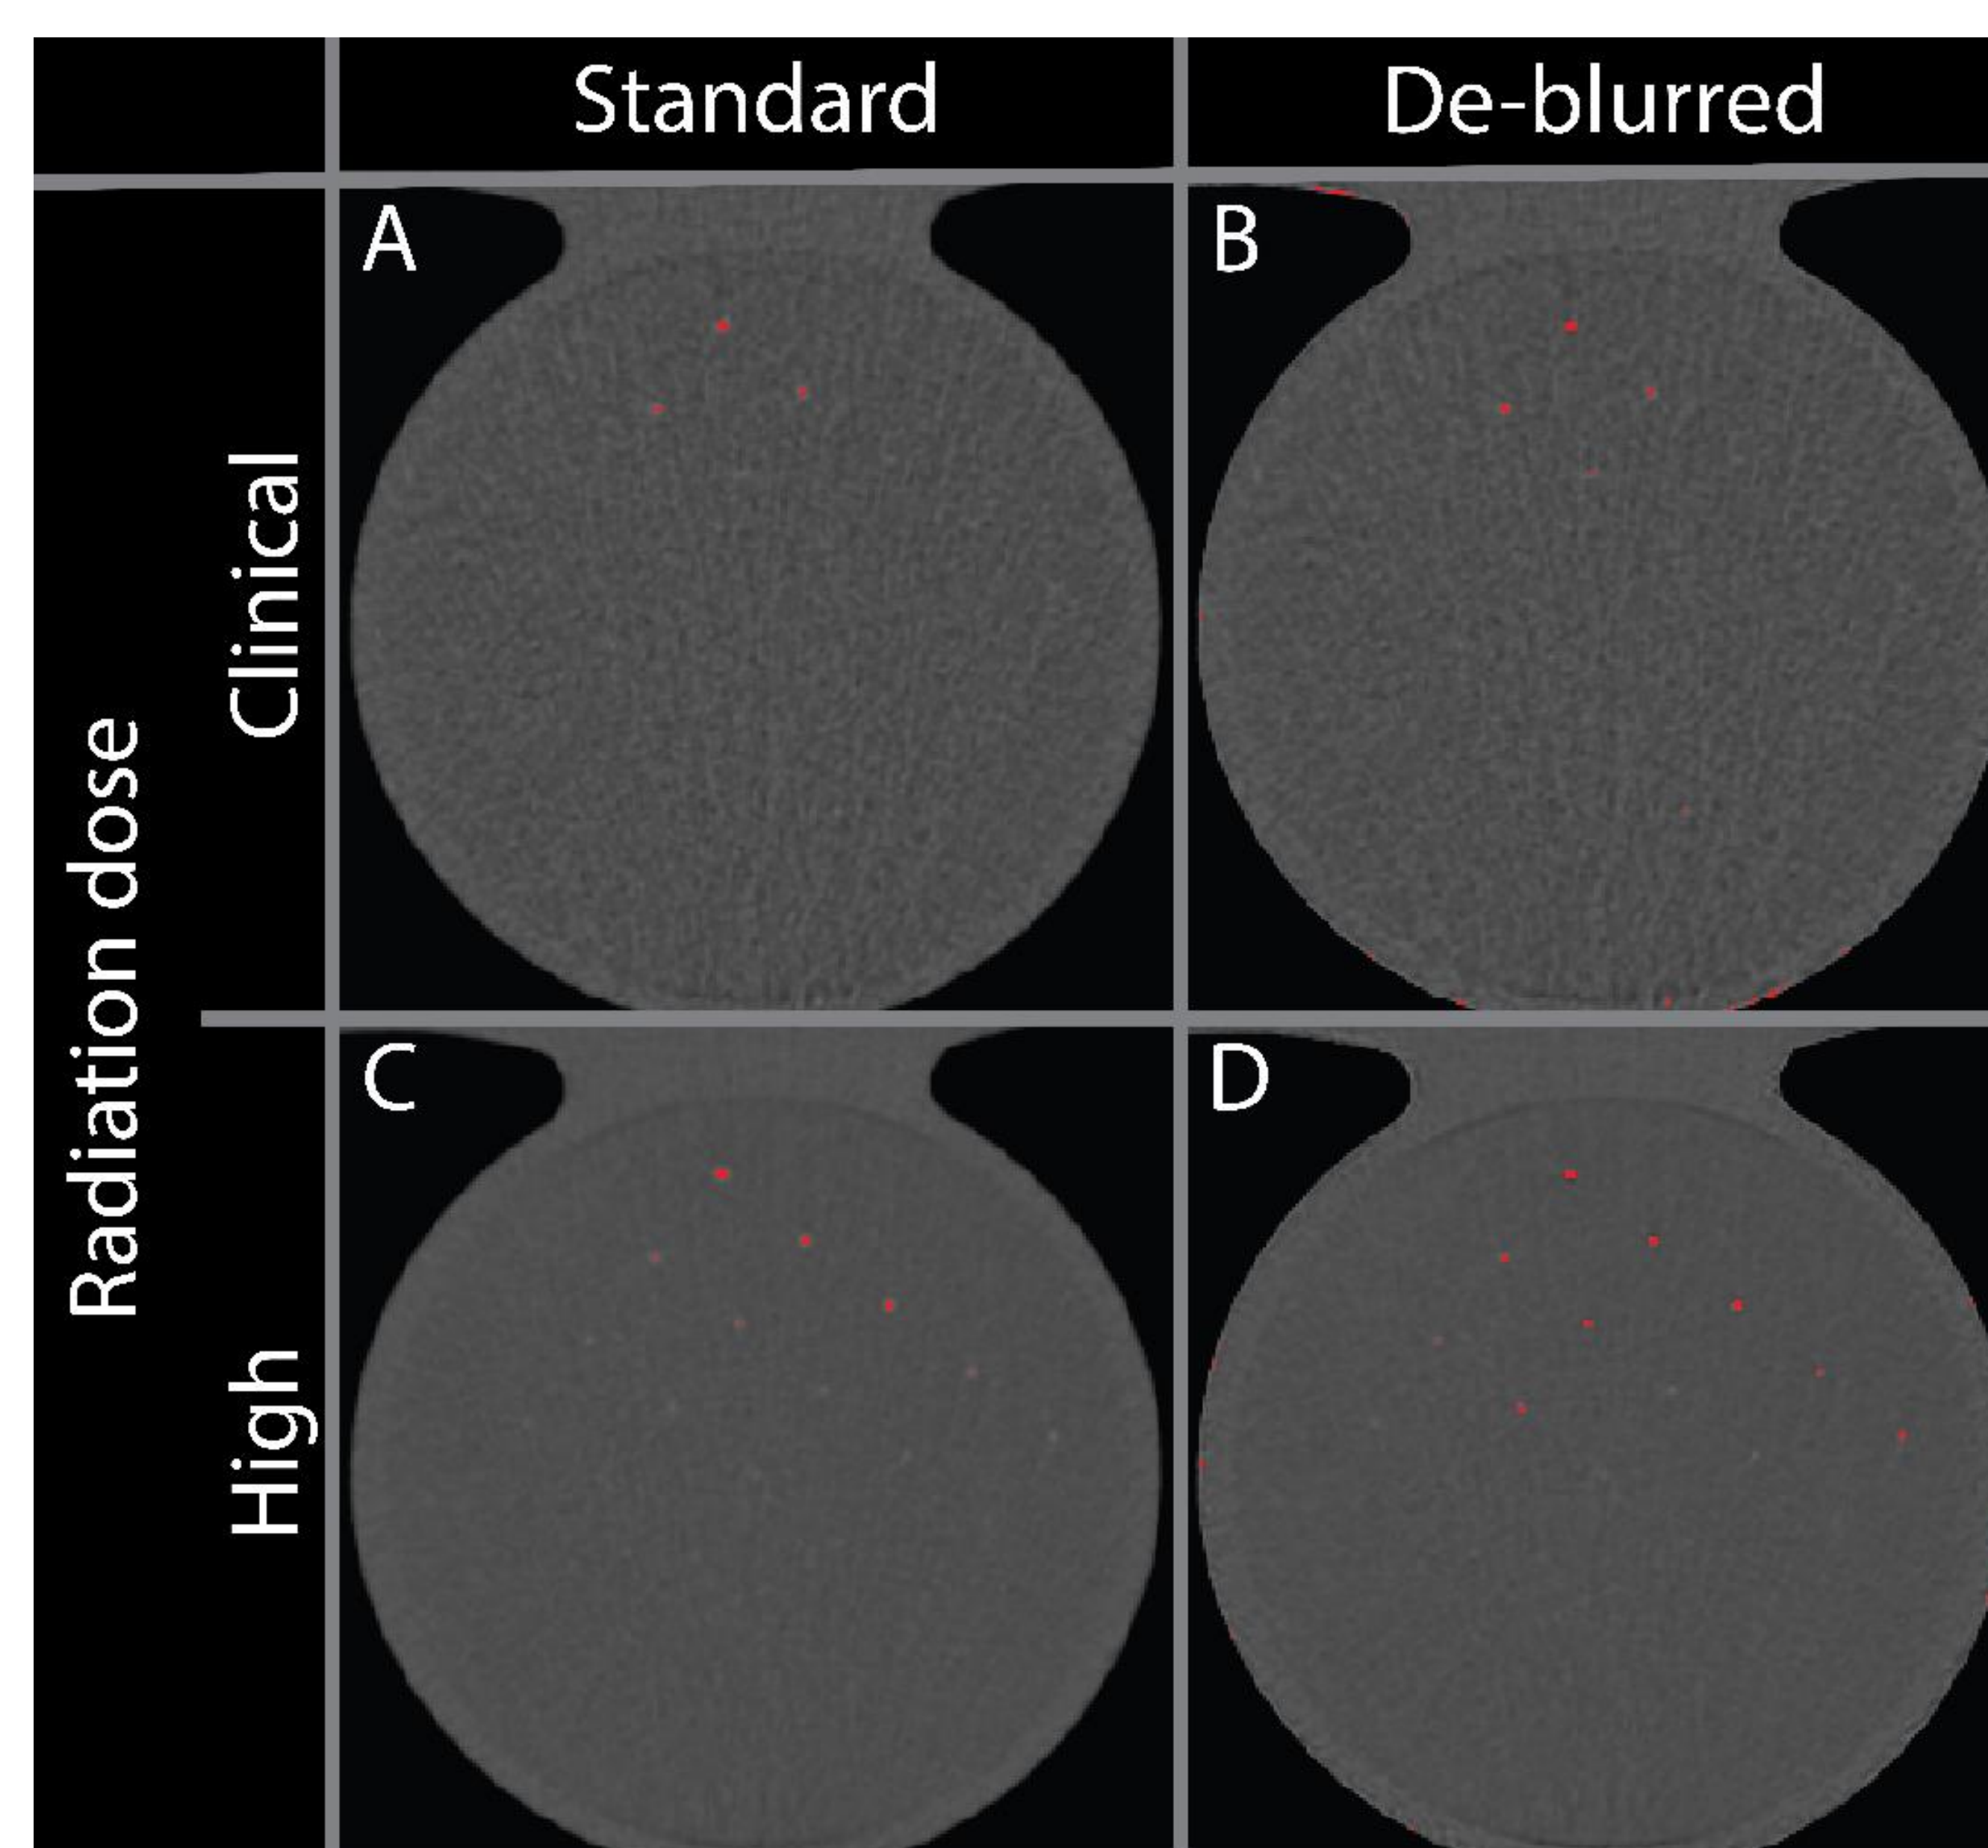 Standard
De-blurred
A
B
Radiation dose
Clinical
C
D
High